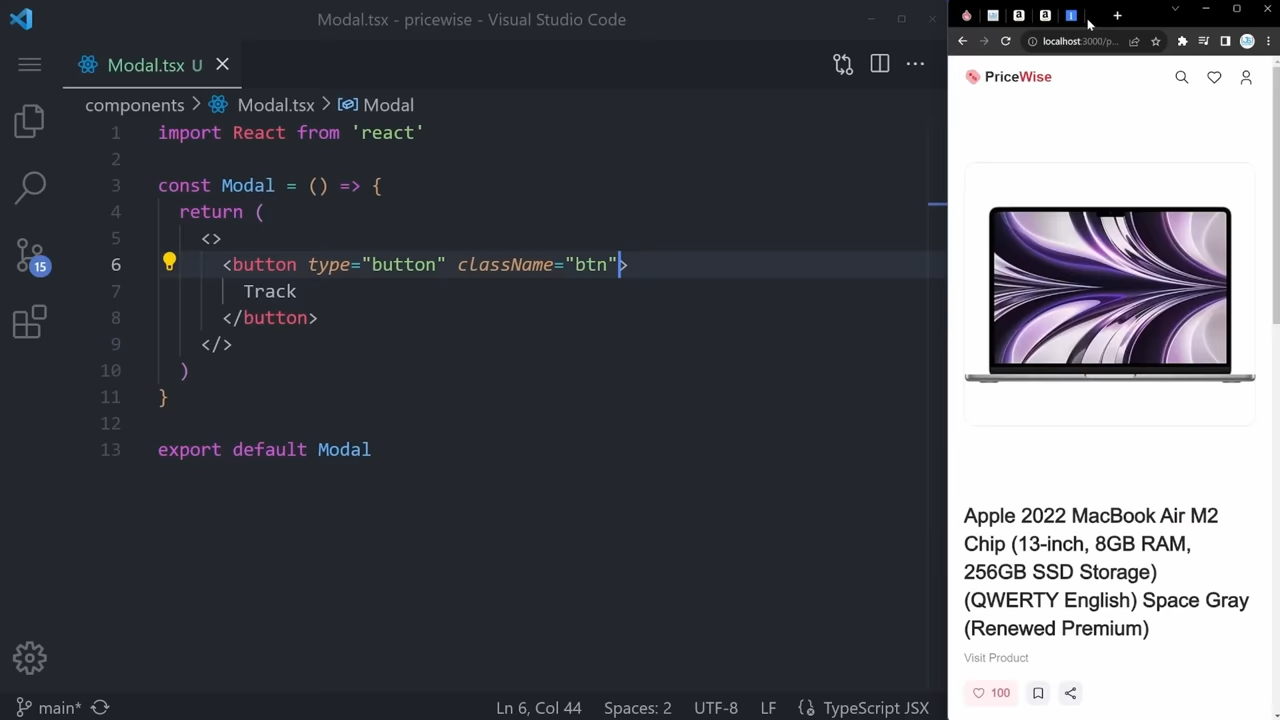 Modal.tsx - pricewise - Visual Studio Code
Modal.tsx U
components > Modal.tsx > Modal
1 import React from 'react'
2
3 const Modal = () => {
4 return (
5 <>
6 <button type="button" className="btn">
7 Track
8 </button>
9 </>
10 )
11 }
12
13 export default Modal
15
main*
Ln 6, Col 44
Spaces: 2
UTF-8
LF
TypeScript JSX
localhost:3000/p...
PriceWise
Apple 2022 MacBook Air M2
Chip (13-inch, 8GB RAM,
256GB SSD Storage)
(QWERTY English) Space Gray
(Renewed Premium)
Visit Product
100